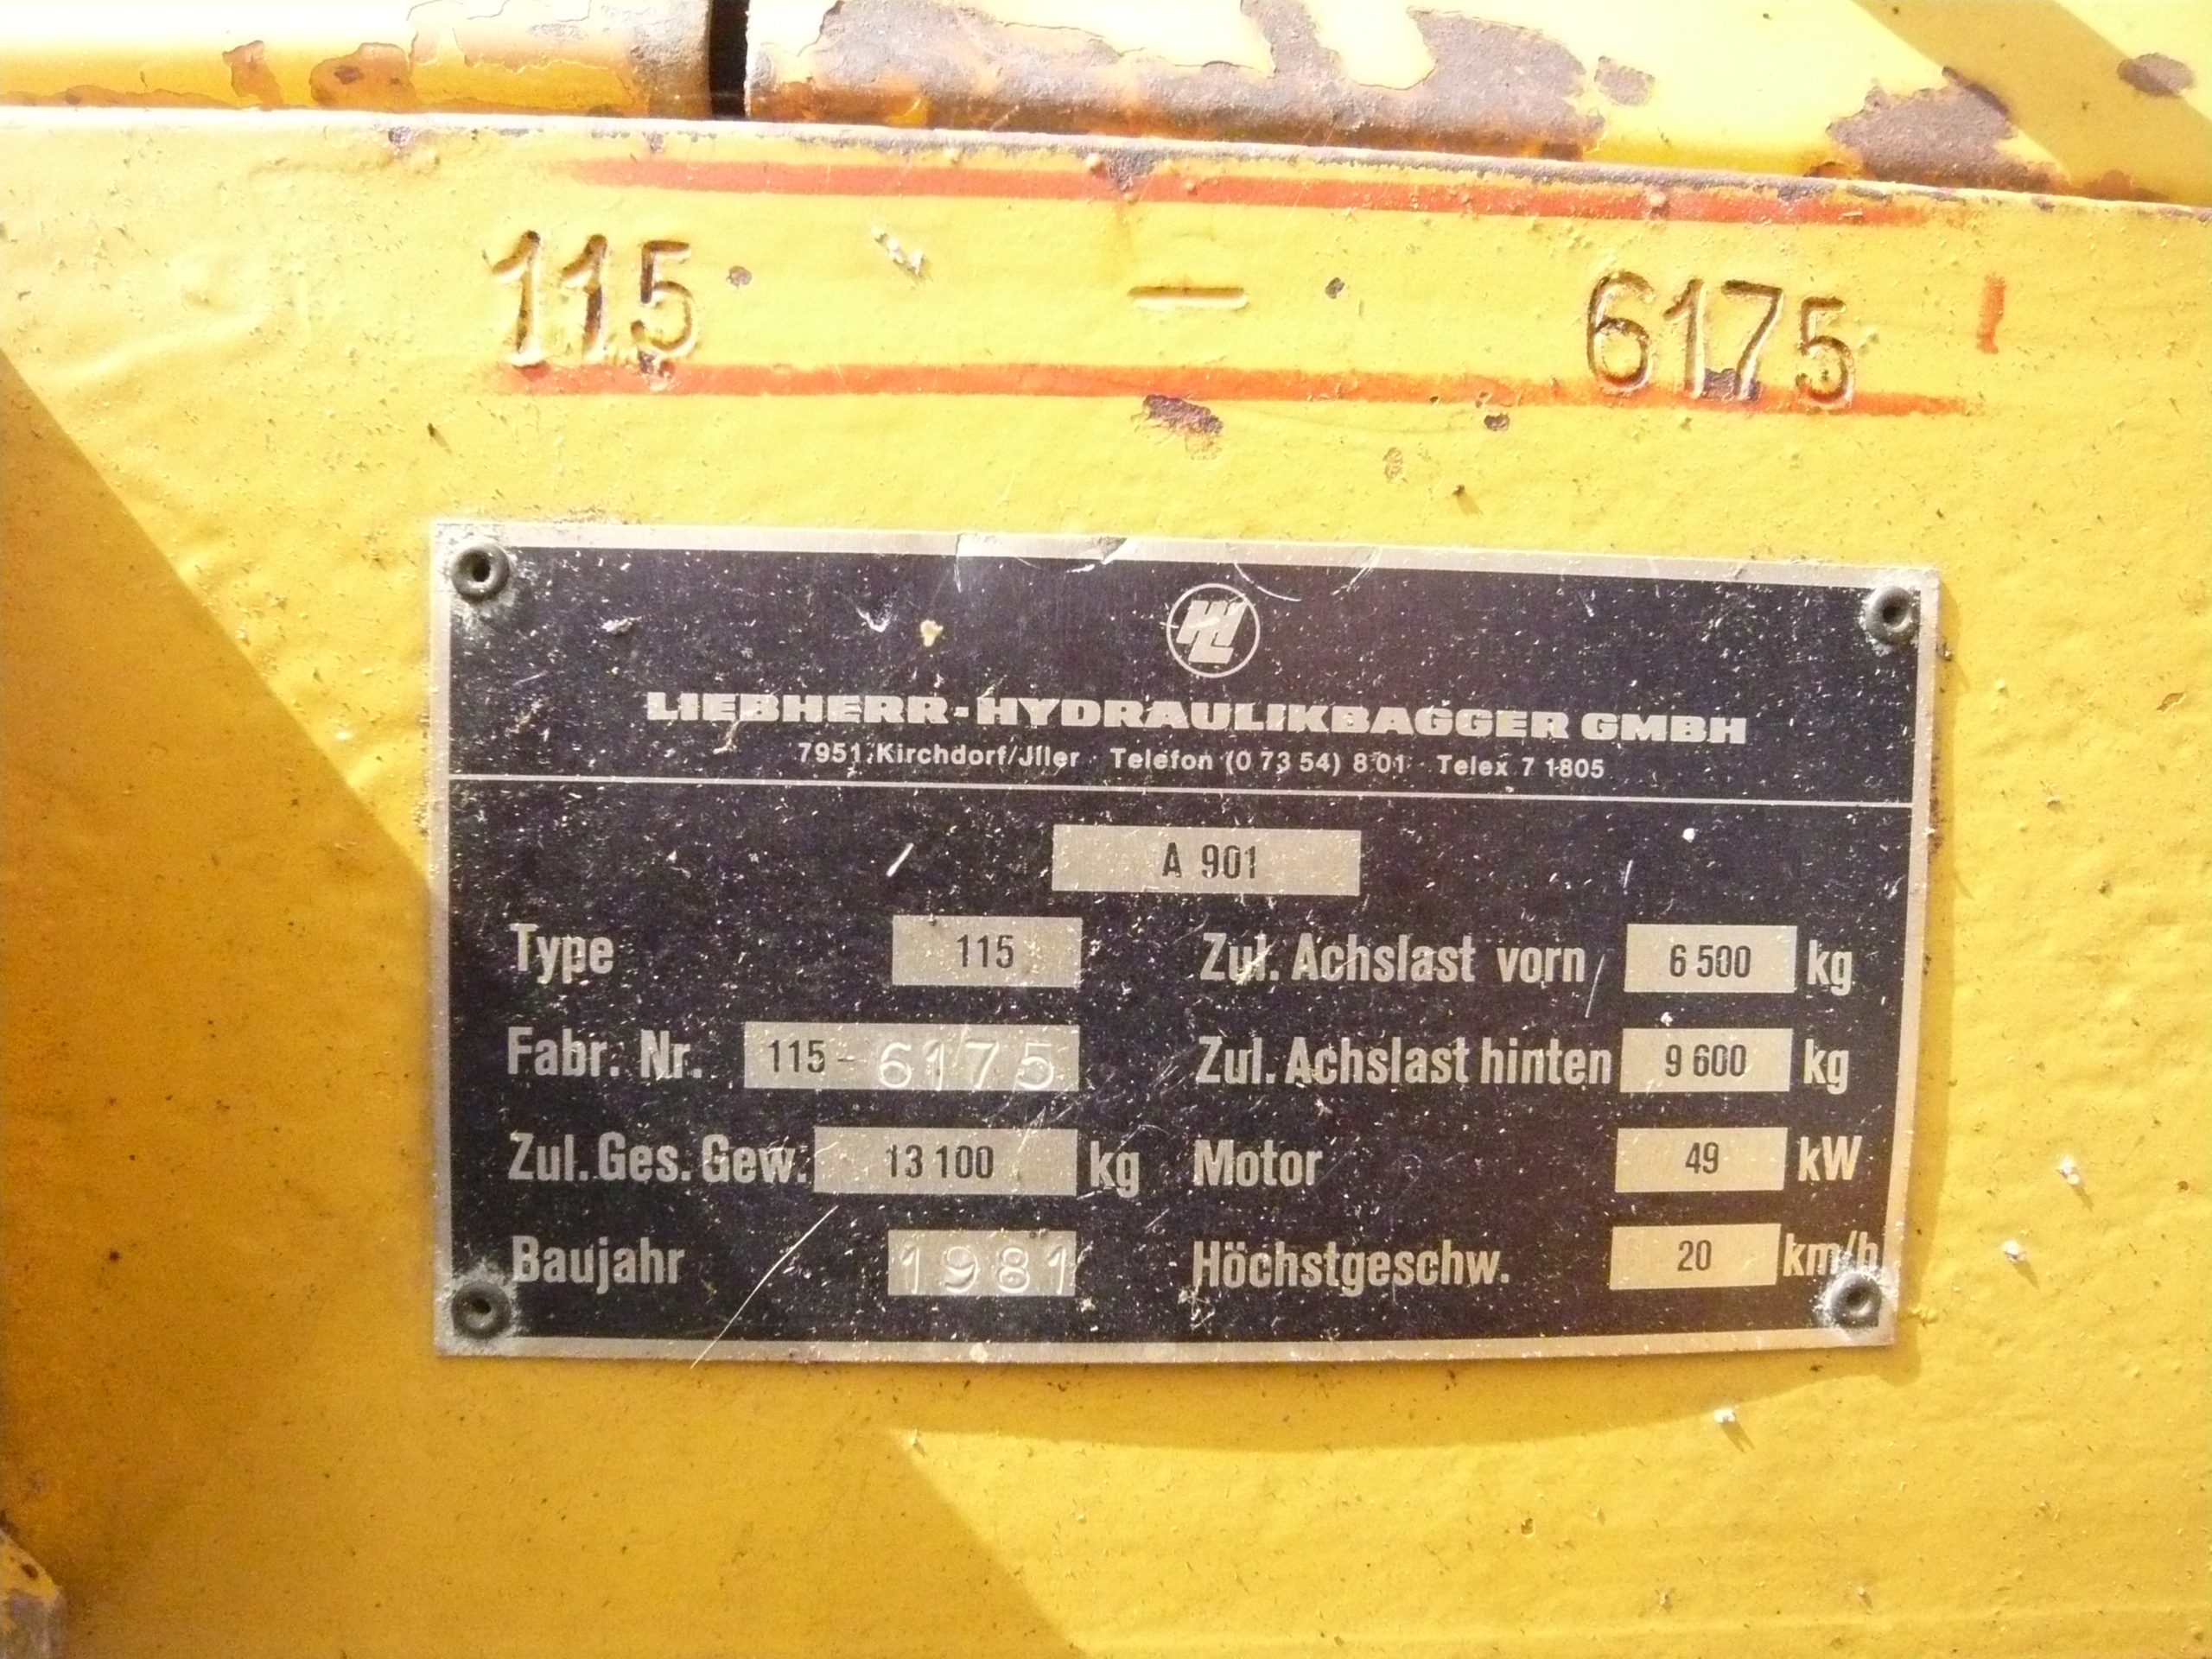 115 - 6175
LIEBHERR-HYDRAULIKBAGGER GMBH
7951 Kirchdorf/Jller · Telefon (0 73 54) 8 01 · Telex 7 1805
A 901
Type 115 Zul. Achslast vorn 6 500 kg
Fabr. Nr. 115 - 6175 Zul. Achslast hinten 9 600 kg
Zul. Ges. Gew. 13 100 kg Motor 49 kW
Baujahr 1981 Höchstgeschw. 20 km/h